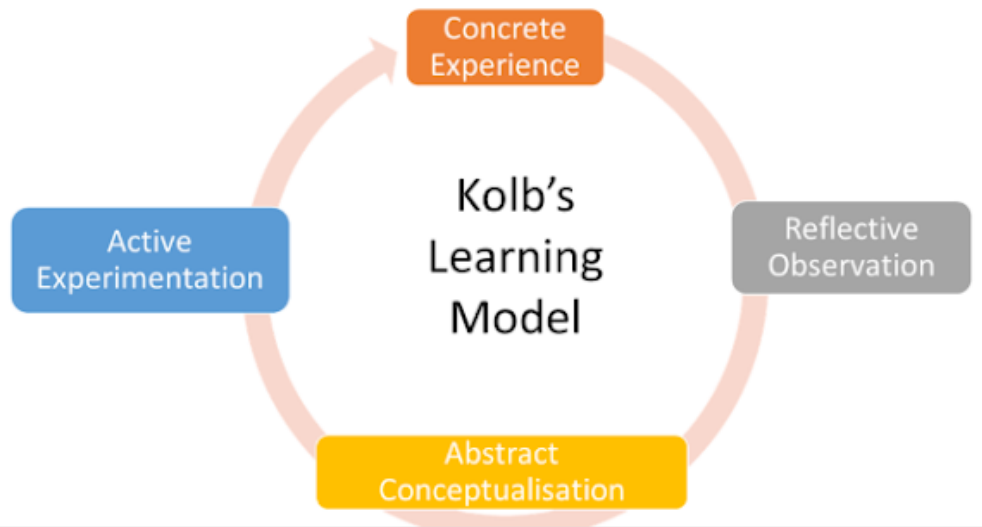 Concrete
Experience
Kolb's
Learning
Model
Reflective
Observation
Active
Experimentation
Abstract
Conceptualisation